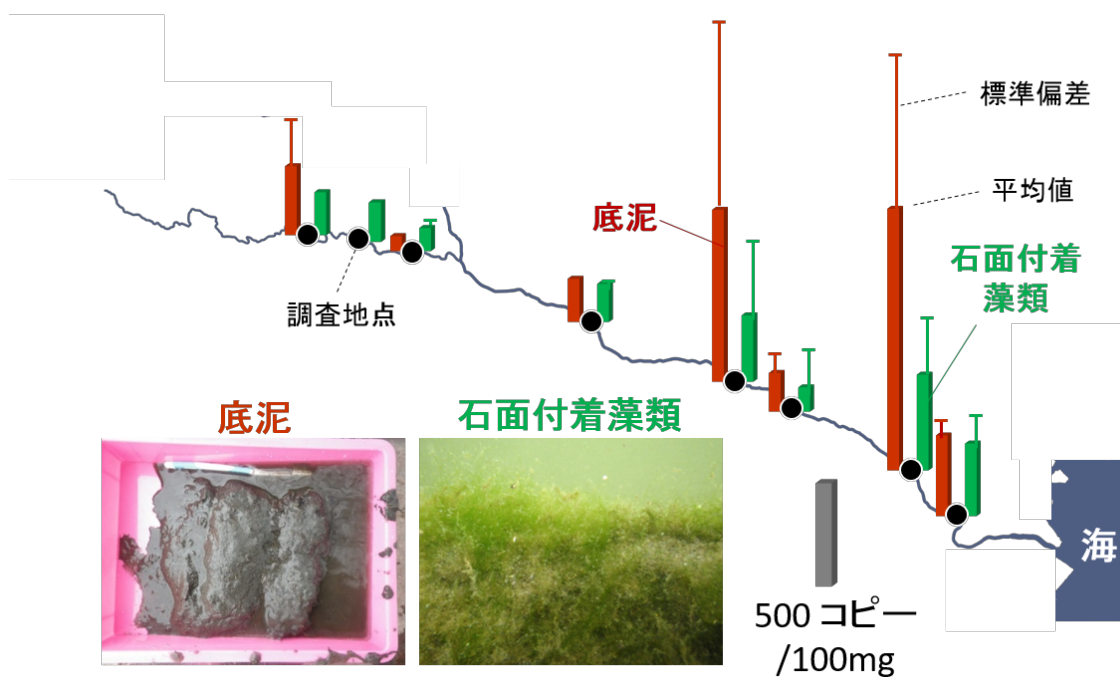 標準偏差
平均値
底泥
石面付着
藻類
調査地点
底泥
石面付着藻類
海
500 コピー
/100mg